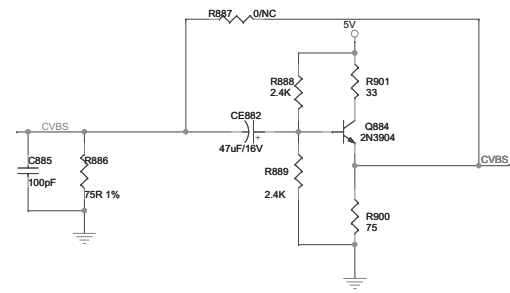 R887 0/NC
5V
R888
2.4K
R901
33
CE882
+
47uF/16V
Q884
2N3904
CVBS
CVBS
C885
100pF
R886
75R 1%
R889
2.4K
R900
75